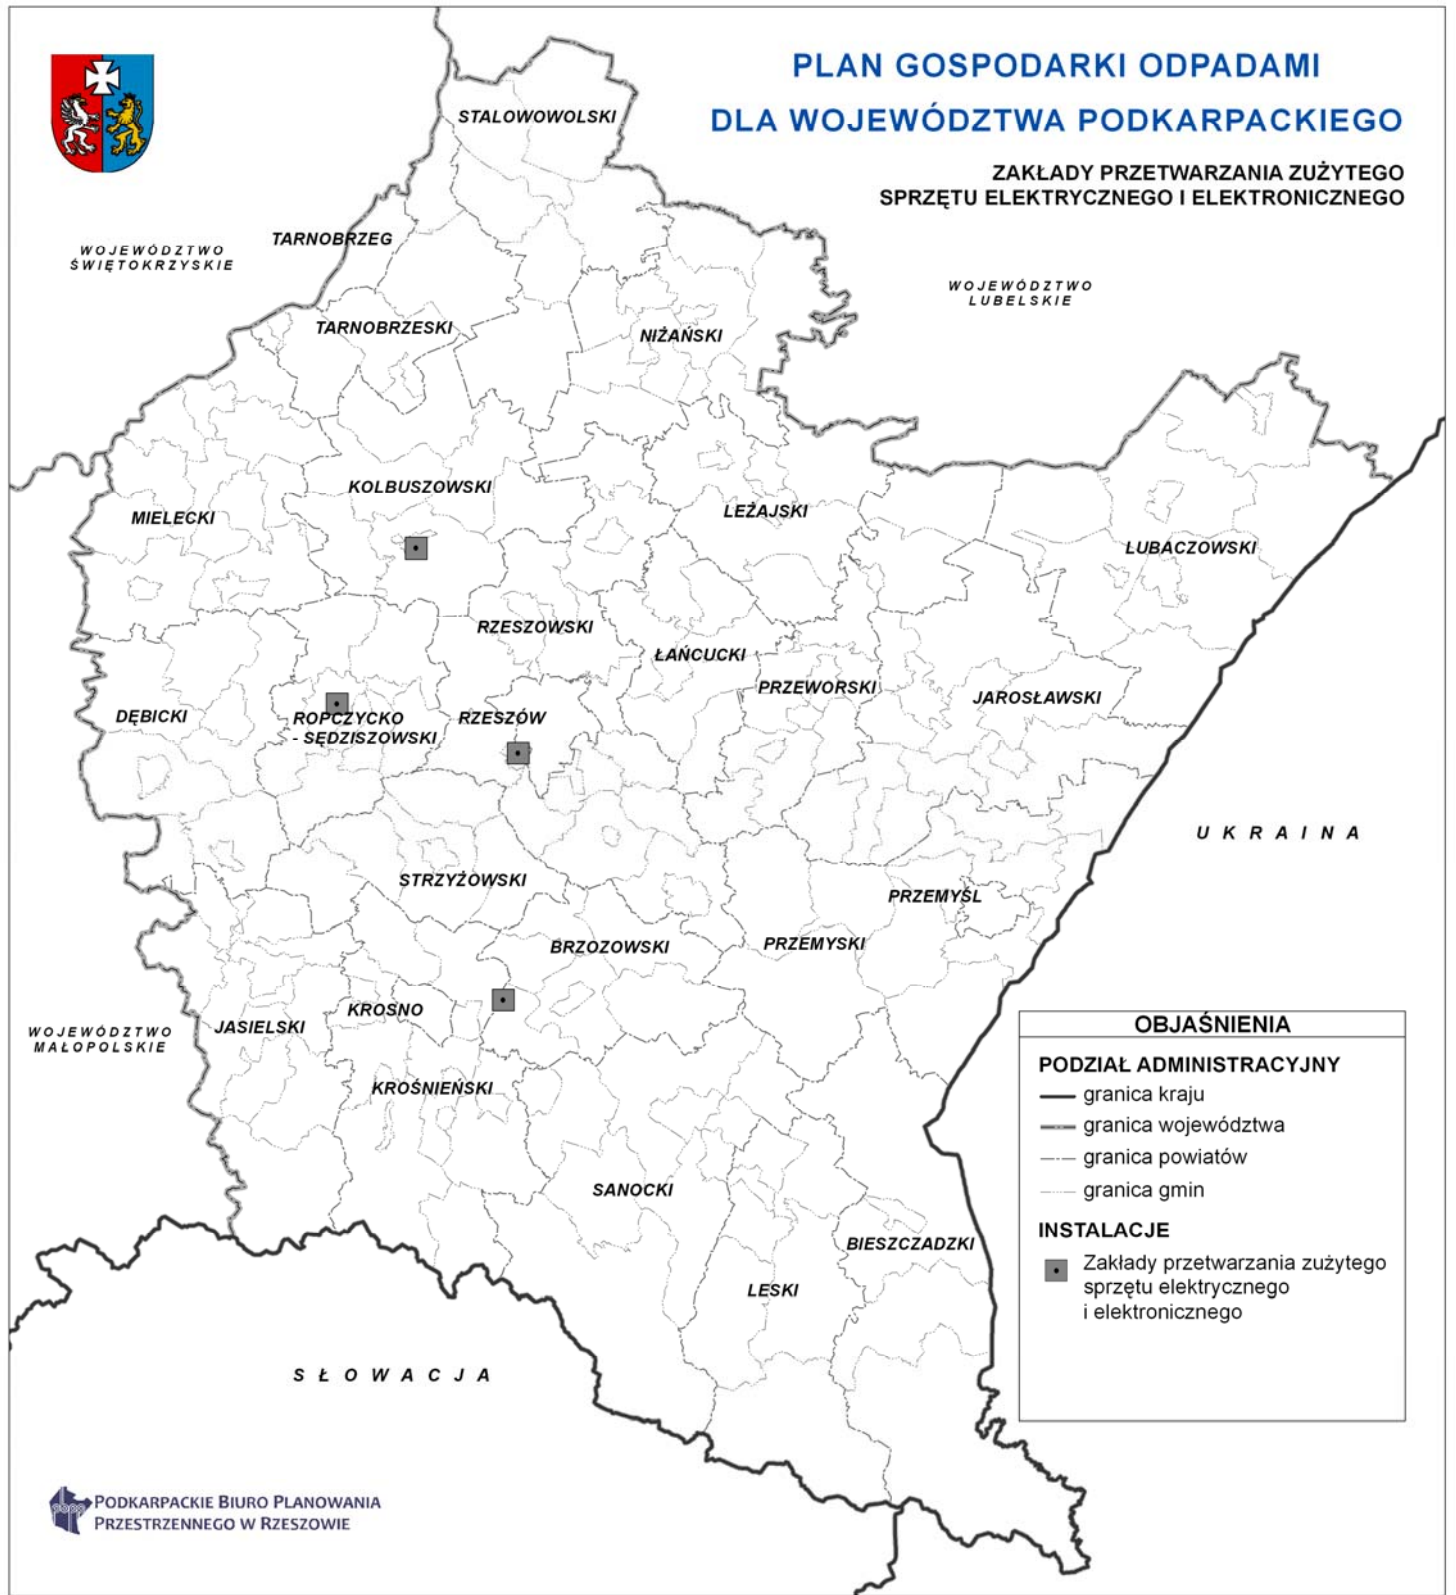 PLAN GOSPODARKI ODPADAMI
DLA WOJEWÓDZTWA PODKARPACKIEGO
ZAKŁADY PRZETWARZANIA ZUŻYTEGO
SPRZĘTU ELEKTRYCZNEGO I ELEKTRONICZNEGO
STALOWOWOLSKI
TARNOBRZEG
WOJEWÓDZTWO
ŚWIĘTOKRZYSKIE
WOJEWÓDZTWO
LUBELSKIE
TARNOBRZESKI
NIŻAŃSKI
KOLBUSZOWSKI
MIELECKI
LEŻAJSKI
LUBACZOWSKI
RZESZOWSKI
ŁAŃCUCKI
PRZEWORSKI
JAROSŁAWSKI
DĘBICKI
ROPCZYCKO
- SĘDZISZOWSKI
RZESZÓW
UKRAINA
STRZYŻOWSKI
PRZEMYŚL
BRZOZOWSKI
PRZEMYSKI
KROSNO
JASIELSKI
WOJEWÓDZTWO
MAŁOPOLSKIE
KROŚNIEŃSKI
SANOCKI
BIESZCZADZKI
LESKI
SŁOWACJA
OBJAŚNIENIA
PODZIAŁ ADMINISTRACYJNY
granica kraju
granica województwa
granica powiatów
granica gmin
INSTALACJE
Zakłady przetwarzania zużytego
sprzętu elektrycznego
i elektronicznego
pbpp
PODKARPACKIE BIURO PLANOWANIA
PRZESTRZENNEGO W RZESZOWIE